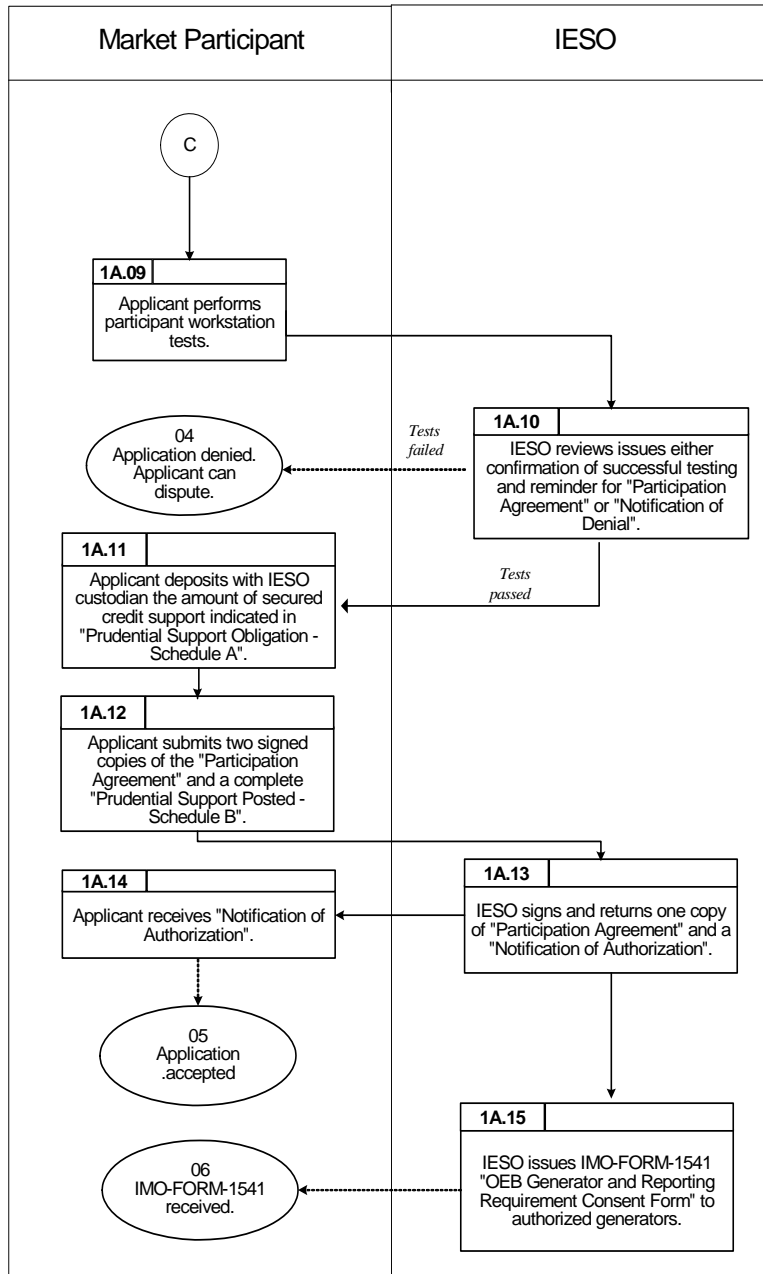 Market Participant
IESO
C
1A.09
Applicant performs
participant workstation
tests.
1A.10
IESO reviews issues either
confirmation of successful testing
and reminder for "Participation
Agreement" or "Notification of
Denial".
Tests
failed
04
Application denied.
Applicant can
dispute.
Tests
passed
1A.11
Applicant deposits with IESO
custodian the amount of secured
credit support indicated in
"Prudential Support Obligation -
Schedule A".
1A.12
Applicant submits two signed
copies of the "Participation
Agreement" and a complete
"Prudential Support Posted -
Schedule B".
1A.13
IESO signs and returns one copy
of "Participation Agreement" and a
"Notification of Authorization".
1A.14
Applicant receives "Notification of
Authorization".
05
Application
.accepted
1A.15
IESO issues IMO-FORM-1541
"OEB Generator and Reporting
Requirement Consent Form" to
authorized generators.
06
IMO-FORM-1541
received.